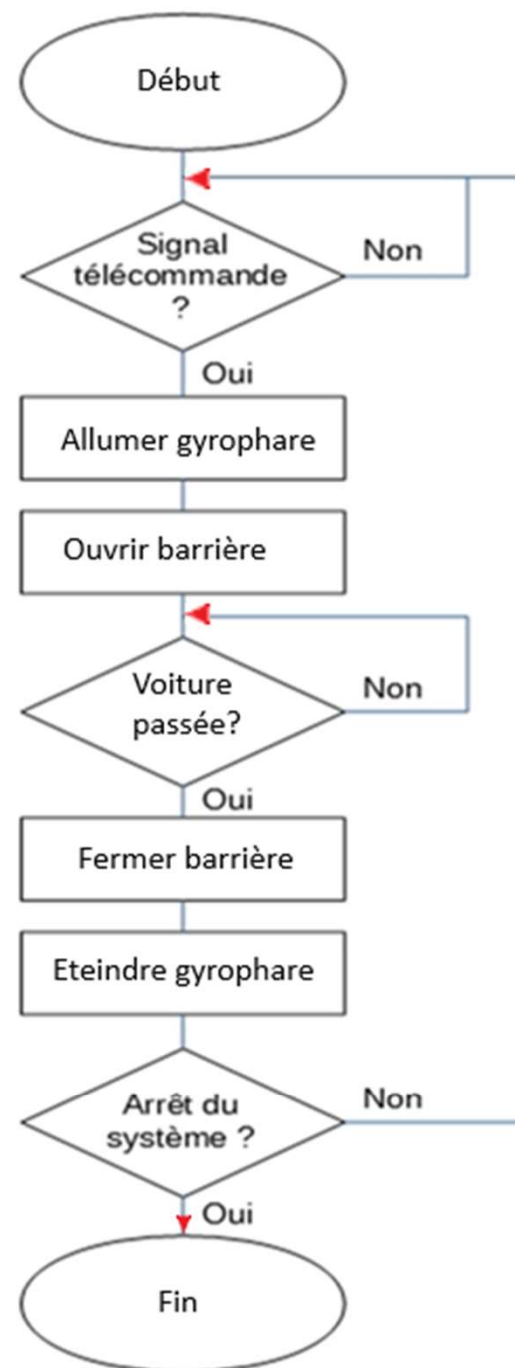 Début
Signal
télécommande
?
Non
Oui
Allumer gyrophare
Ouvrir barrière
Voiture
passée?
Non
Oui
Fermer barrière
Eteindre gyrophare
Arrêt du
système ?
Non
Oui
Fin